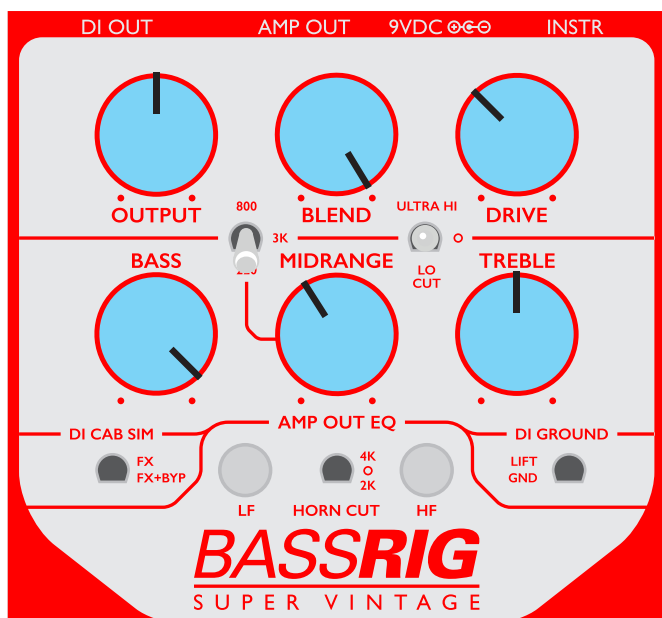 DI OUT AMP OUT 9VDC INSTR
OUTPUT BLEND DRIVE
800
3K
ULTRA HI
LO
CUT
BASS MIDRANGE TREBLE
AMP OUT EQ
DI CAB SIM
FX
FX+BYP
DI GROUND
LIFT
GND
4K
2K
LF HORN CUT HF
BASSRIG
SUPER VINTAGE